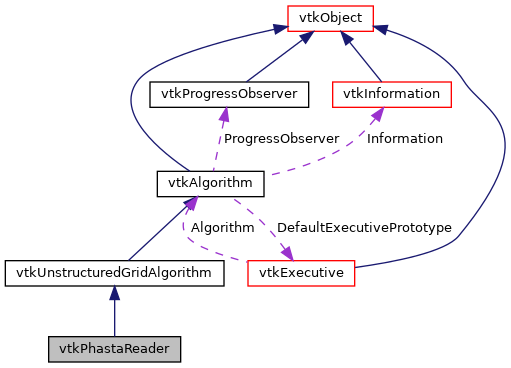 vtkObject
vtkProgressObserver
vtkInformation
ProgressObserver
Information
vtkAlgorithm
Algorithm
DefaultExecutivePrototype
vtkUnstructuredGridAlgorithm
vtkExecutive
vtkPhastaReader